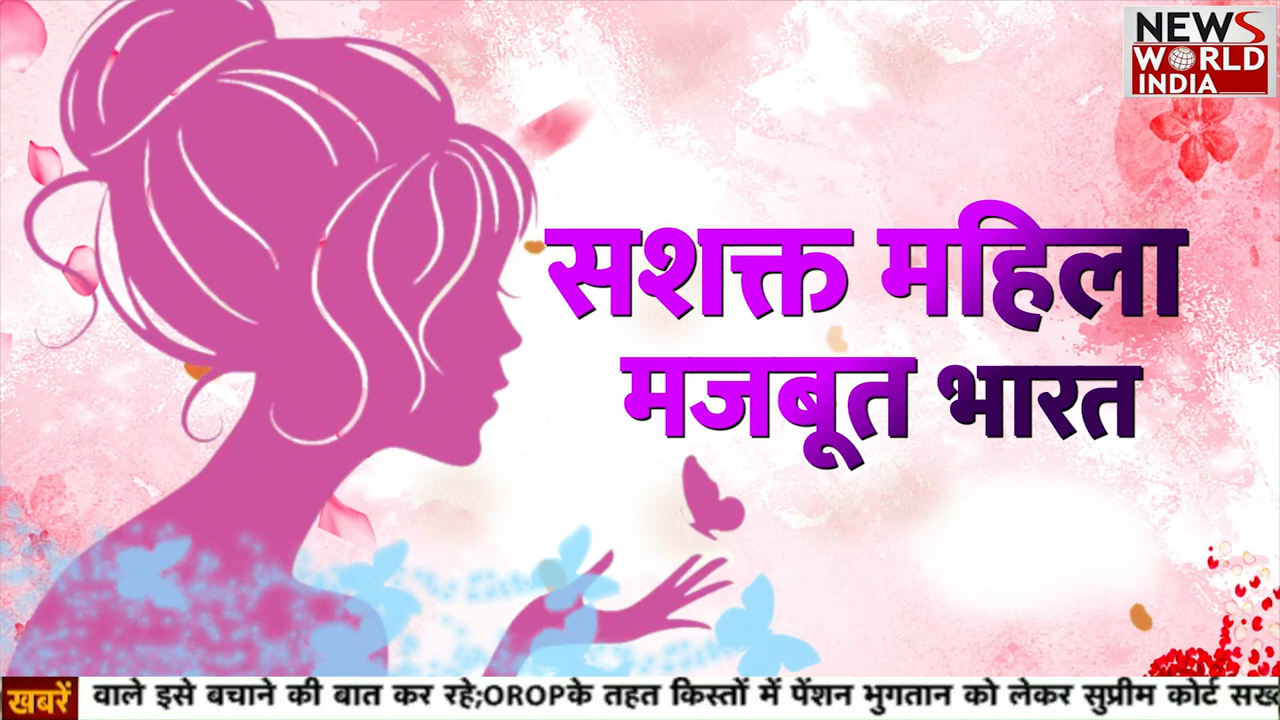 NEWS
WORLD
INDIA
सशक्त महिला
मजबूत भारत
खबरें वाले इसे बचाने की बात कर रहे;OROPके तहत किस्तों में पेंशन भुगतान को लेकर सुप्रीम कोर्ट